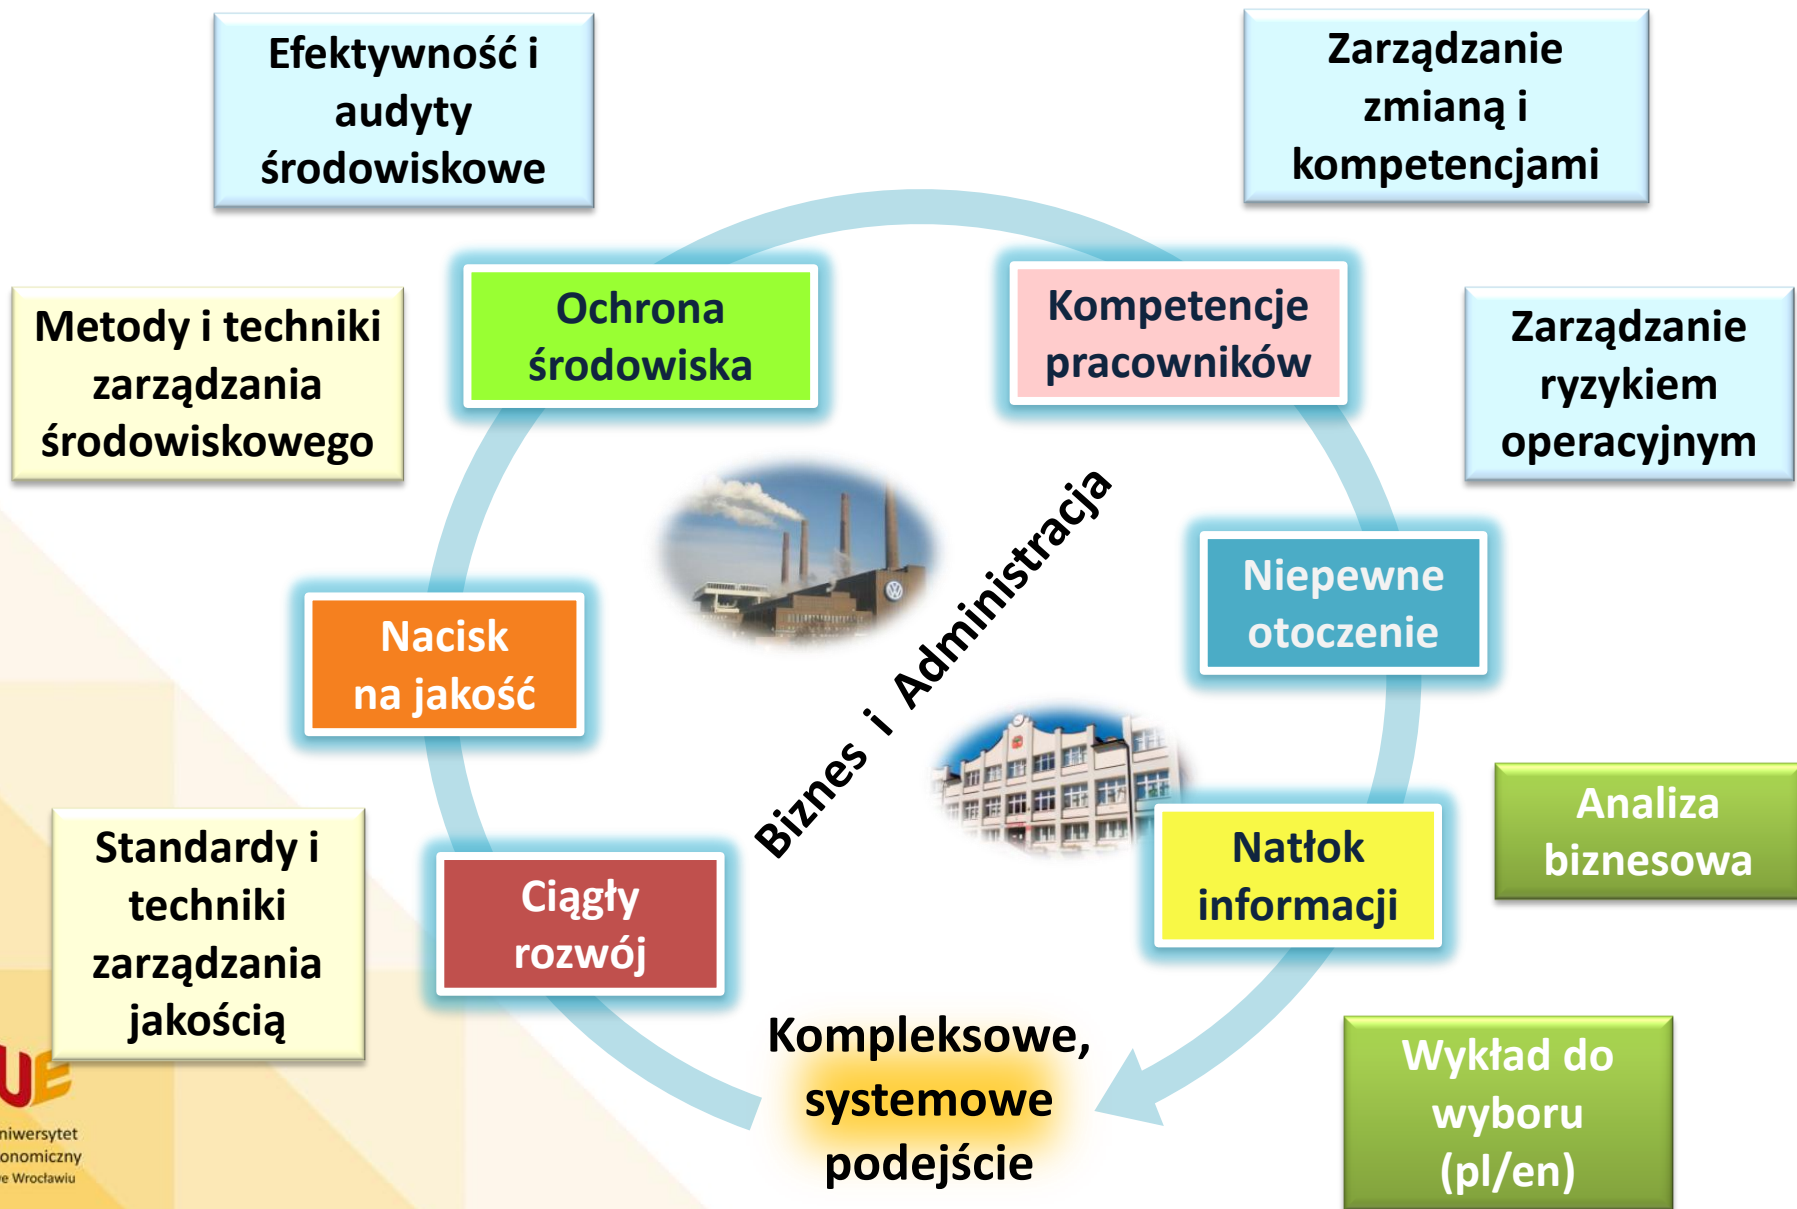 Efektywność i
audyty
środowiskowe
Zarządzanie
zmianą i
kompetencjami
Metody i techniki
zarządzania
środowiskowego
Ochrona
środowiska
Kompetencje
pracowników
Zarządzanie
ryzykiem
operacyjnym
Nacisk
na jakość
Biznes i Administracja
Niepewne
otoczenie
Standardy i
techniki
zarządzania
jakością
Ciągły
rozwój
Natłok
informacji
Analiza
biznesowa
Kompleksowe,
systemowe
podejście
Wykład do
wyboru
(pl/en)
UE
niwersytet
onomiczny
e Wrocławiu